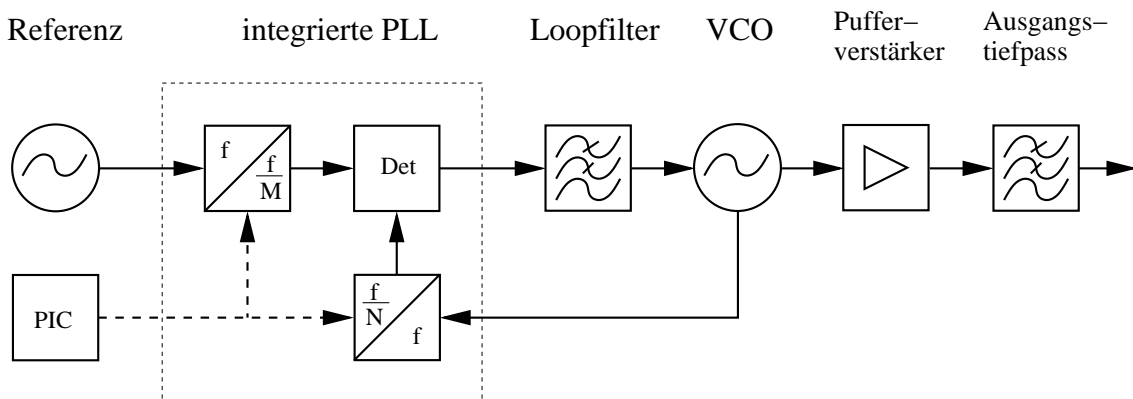 Referenz
integrierte PLL
Loopfilter
VCO
Puffer–
verstärker
Ausgangs–
tiefpass
f
f
M
Det
PIC
f
N
f